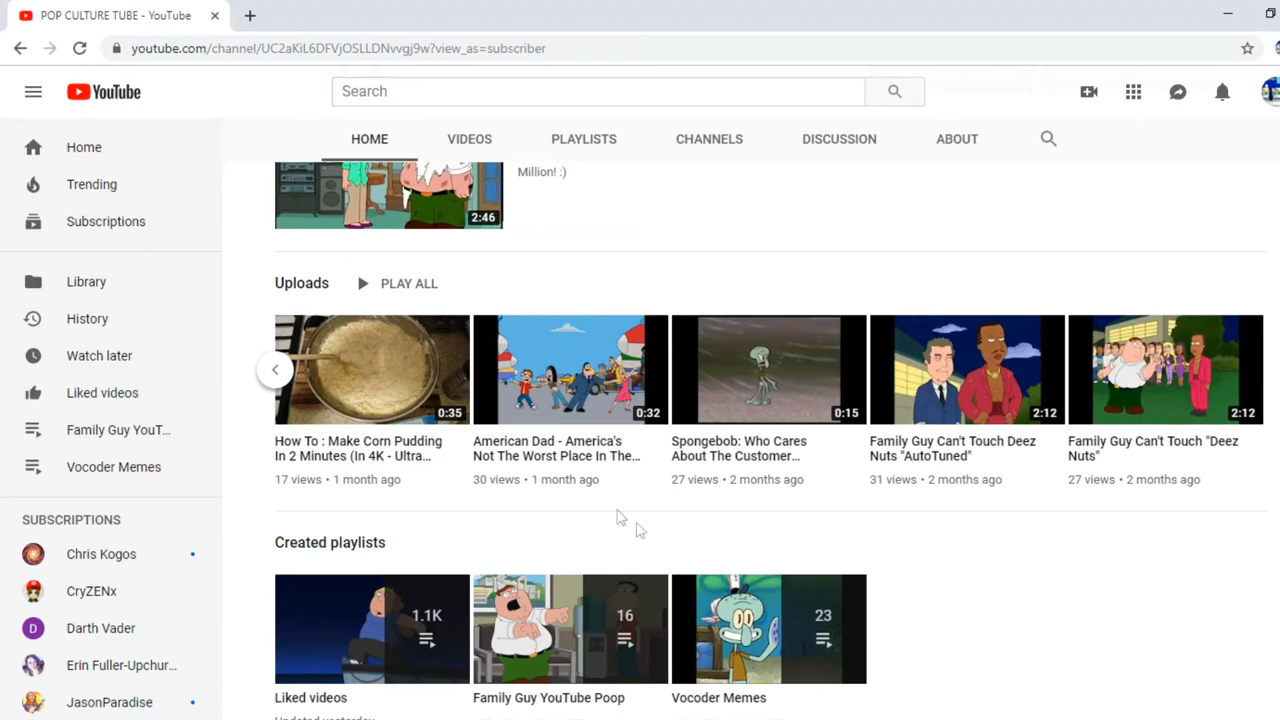 POP CULTURE TUBE - YouTube
youtube.com/channel/UC2aKiL6DFVjOSLLDNvvgj9w?view_as=subscriber
YouTube
Search
HOME VIDEOS PLAYLISTS CHANNELS DISCUSSION ABOUT
Home
Trending
Subscriptions
Library
History
Watch later
Liked videos
Family Guy YouT...
Vocoder Memes
SUBSCRIPTIONS
Chris Kogos
CryZENx
D
Darth Vader
Erin Fuller-Upchur...
JasonParadise
Million! :)
2:46
Uploads PLAY ALL
0:35
How To : Make Corn Pudding
In 2 Minutes (In 4K - Ultra...
17 views • 1 month ago
0:32
American Dad - America's
Not The Worst Place In The...
30 views • 1 month ago
0:15
Spongebob: Who Cares
About The Customer...
27 views • 2 months ago
2:12
Family Guy Can't Touch Deez
Nuts "AutoTuned"
31 views • 2 months ago
2:12
Family Guy Can't Touch "Deez
Nuts"
27 views • 2 months ago
Created playlists
1.1K
Liked videos
Updated yesterday
16
Family Guy YouTube Poop
23
Vocoder Memes